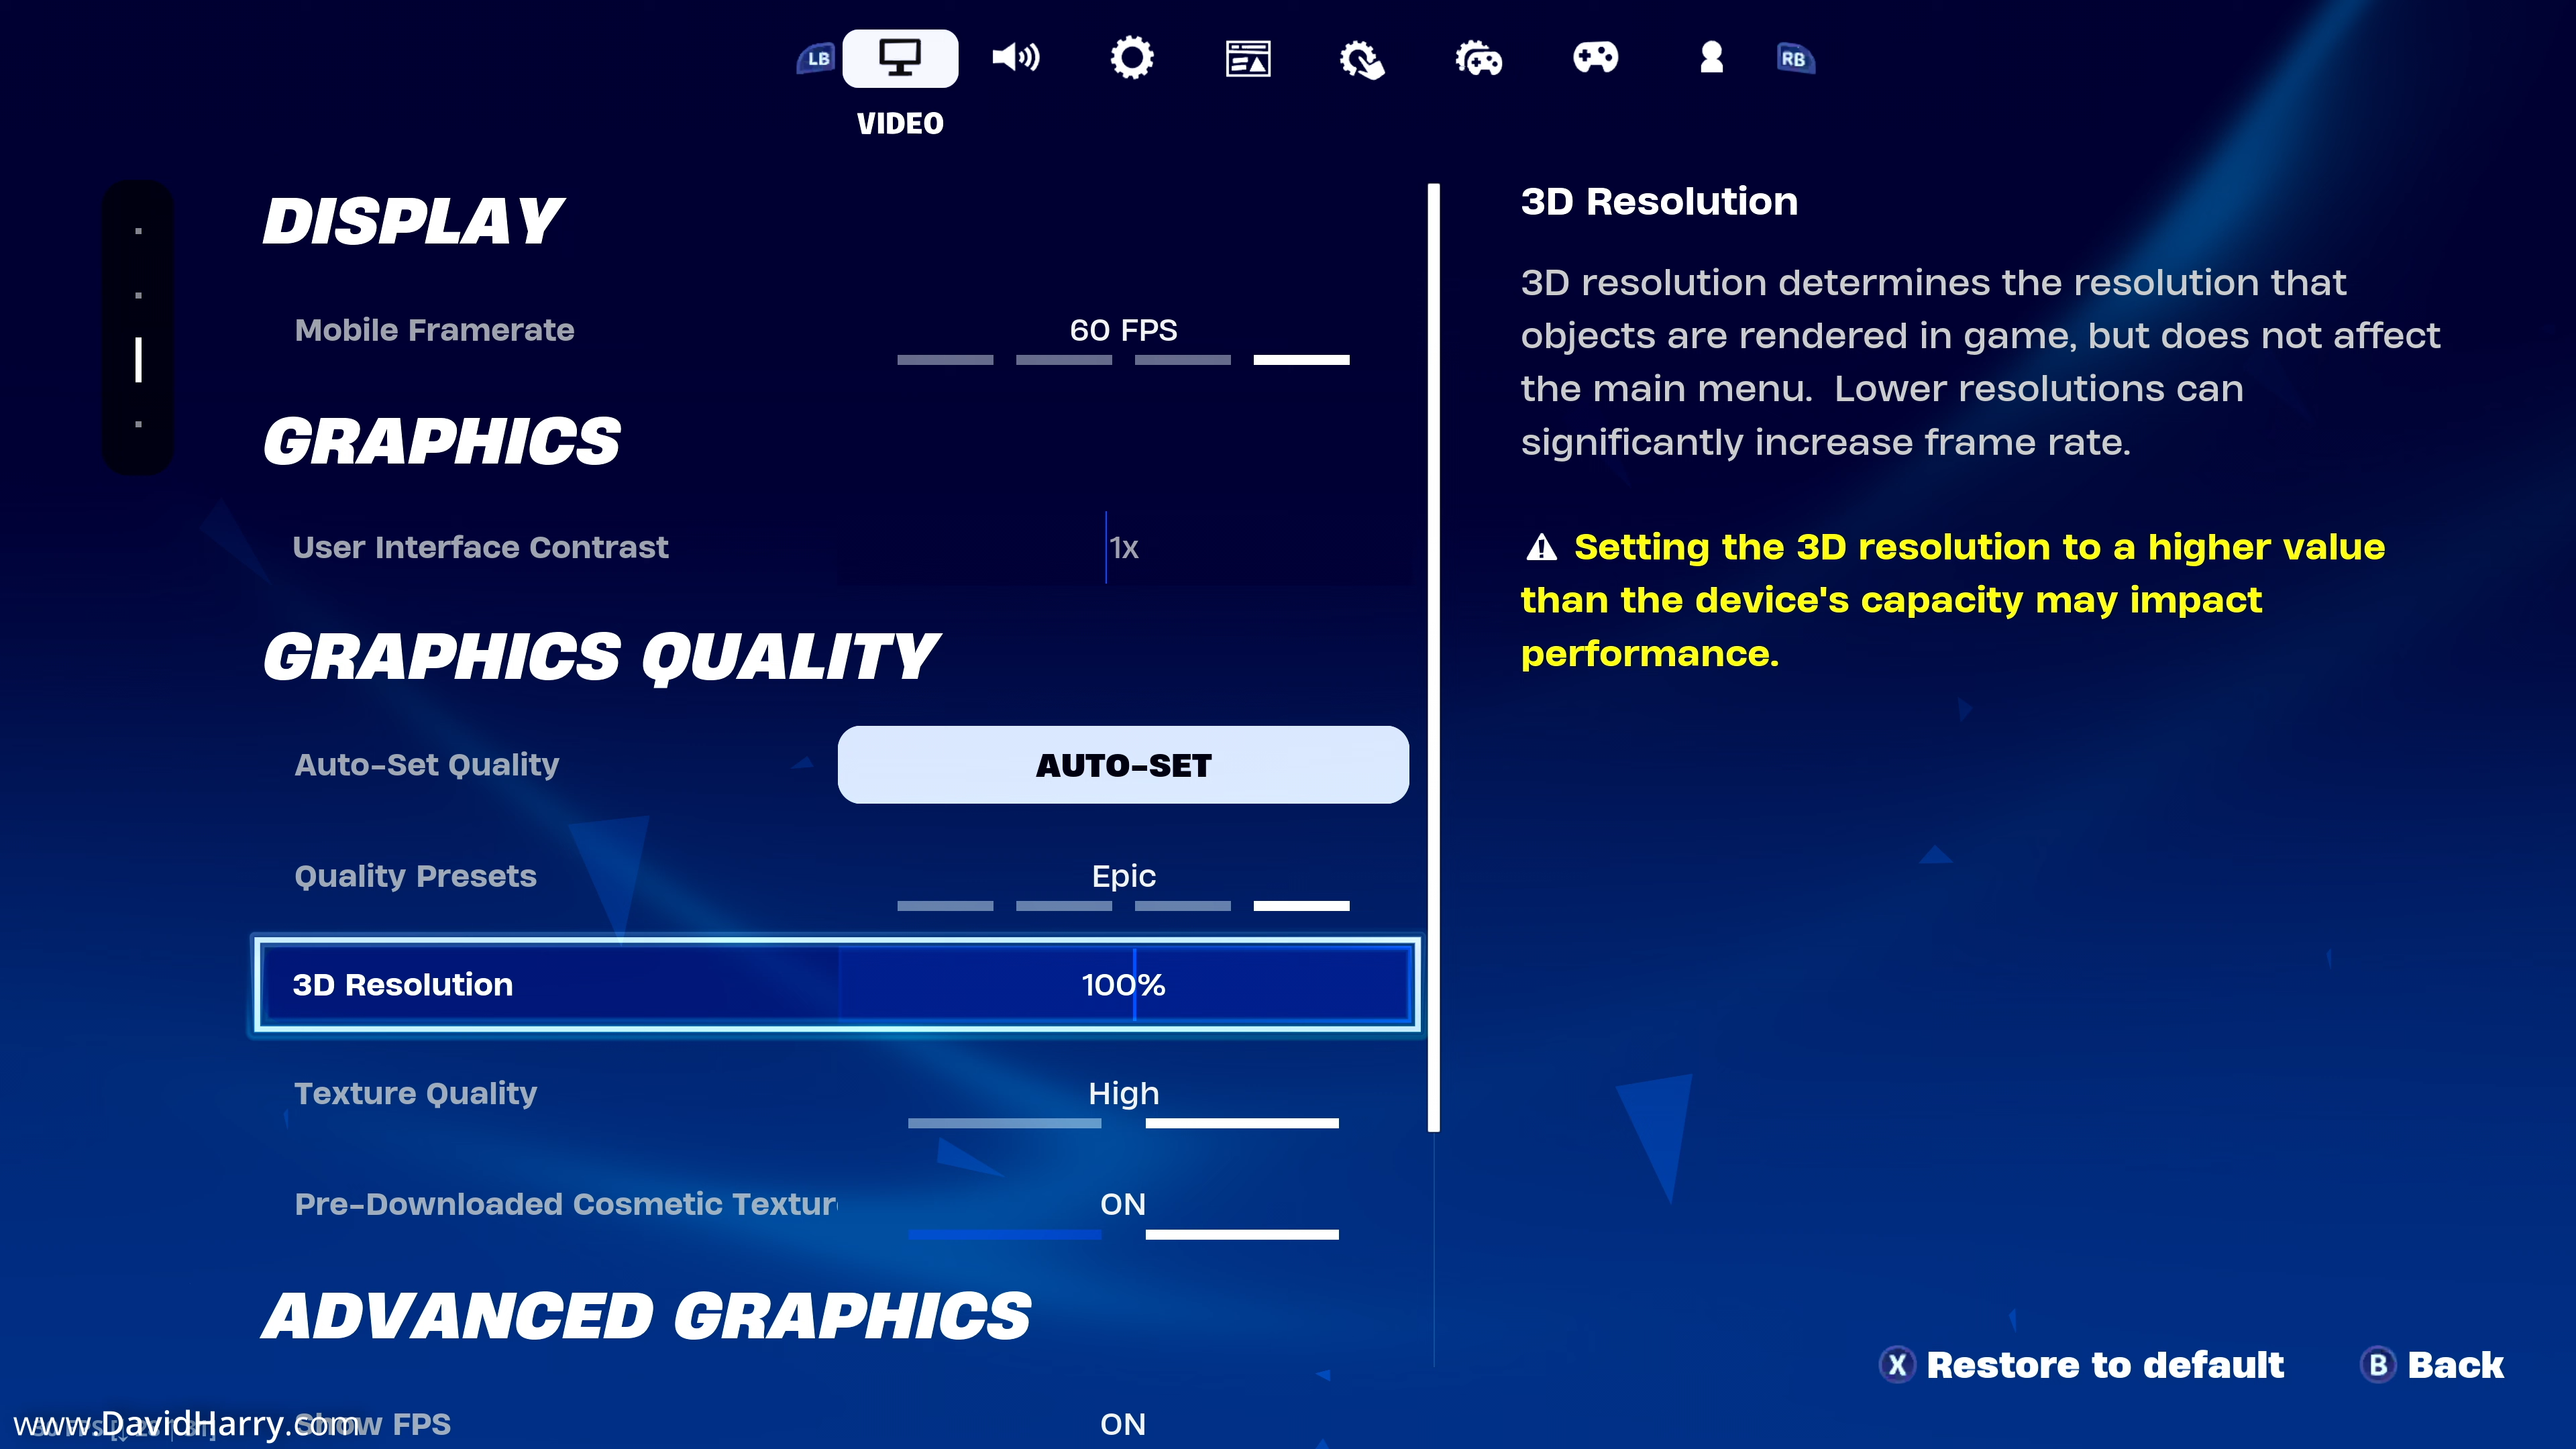 LB
RB
VIDEO
DISPLAY
Mobile Framerate
60 FPS
GRAPHICS
User Interface Contrast
1x
GRAPHICS QUALITY
Auto-Set Quality
AUTO-SET
Quality Presets
Epic
3D Resolution
100%
Texture Quality
High
Pre-Downloaded Cosmetic Textur
ON
ADVANCED GRAPHICS
Show FPS
ON
www.DavidHarry.com
3D Resolution
3D resolution determines the resolution that
objects are rendered in game, but does not affect
the main menu. Lower resolutions can
significantly increase frame rate.
Setting the 3D resolution to a higher value
than the device's capacity may impact
performance.
X Restore to default
B Back